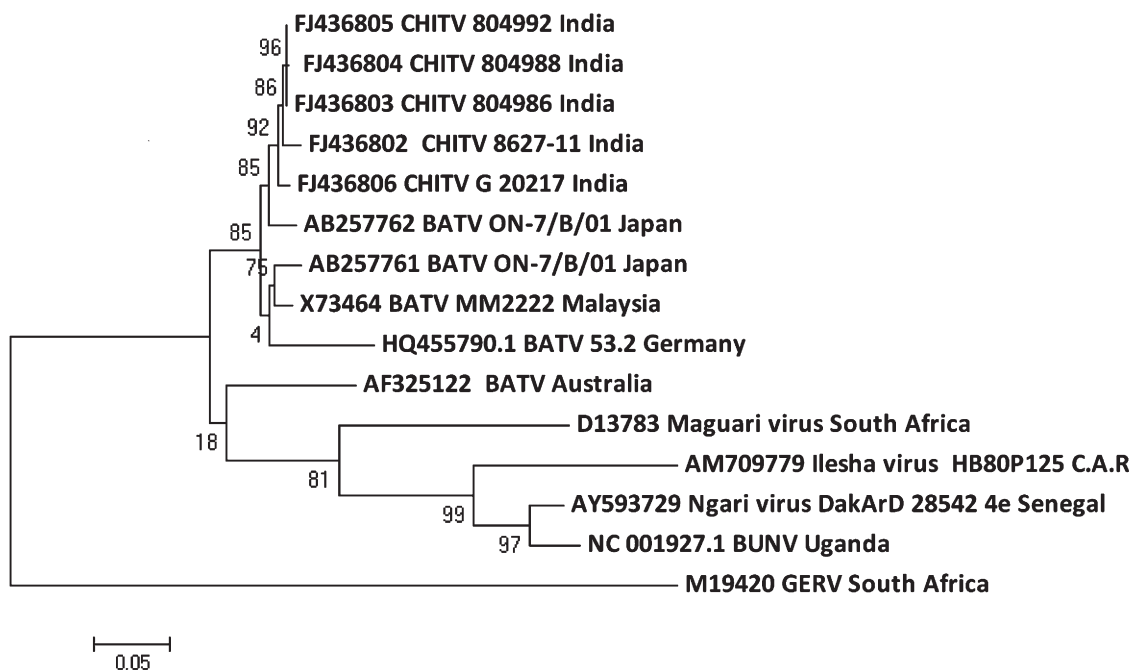 FJ436805 CHITV 804992 India
96
FJ436804 CHITV 804988 India
86
FJ436803 CHITV 804986 India
92
FJ436802 CHITV 8627-11 India
85
FJ436806 CHITV G 20217 India
AB257762 BATV ON-7/B/01 Japan
85
AB257761 BATV ON-7/B/01 Japan
75
X73464 BATV MM2222 Malaysia
4
HQ455790.1 BATV 53.2 Germany
AF325122 BATV Australia
D13783 Maguari virus South Africa
18
AM709779 Ilesha virus HB80P125 C.A.R
81
AY593729 Ngari virus DakArD 28542 4e Senegal
99
NC 001927.1 BUNV Uganda
97
M19420 GERV South Africa
0.05